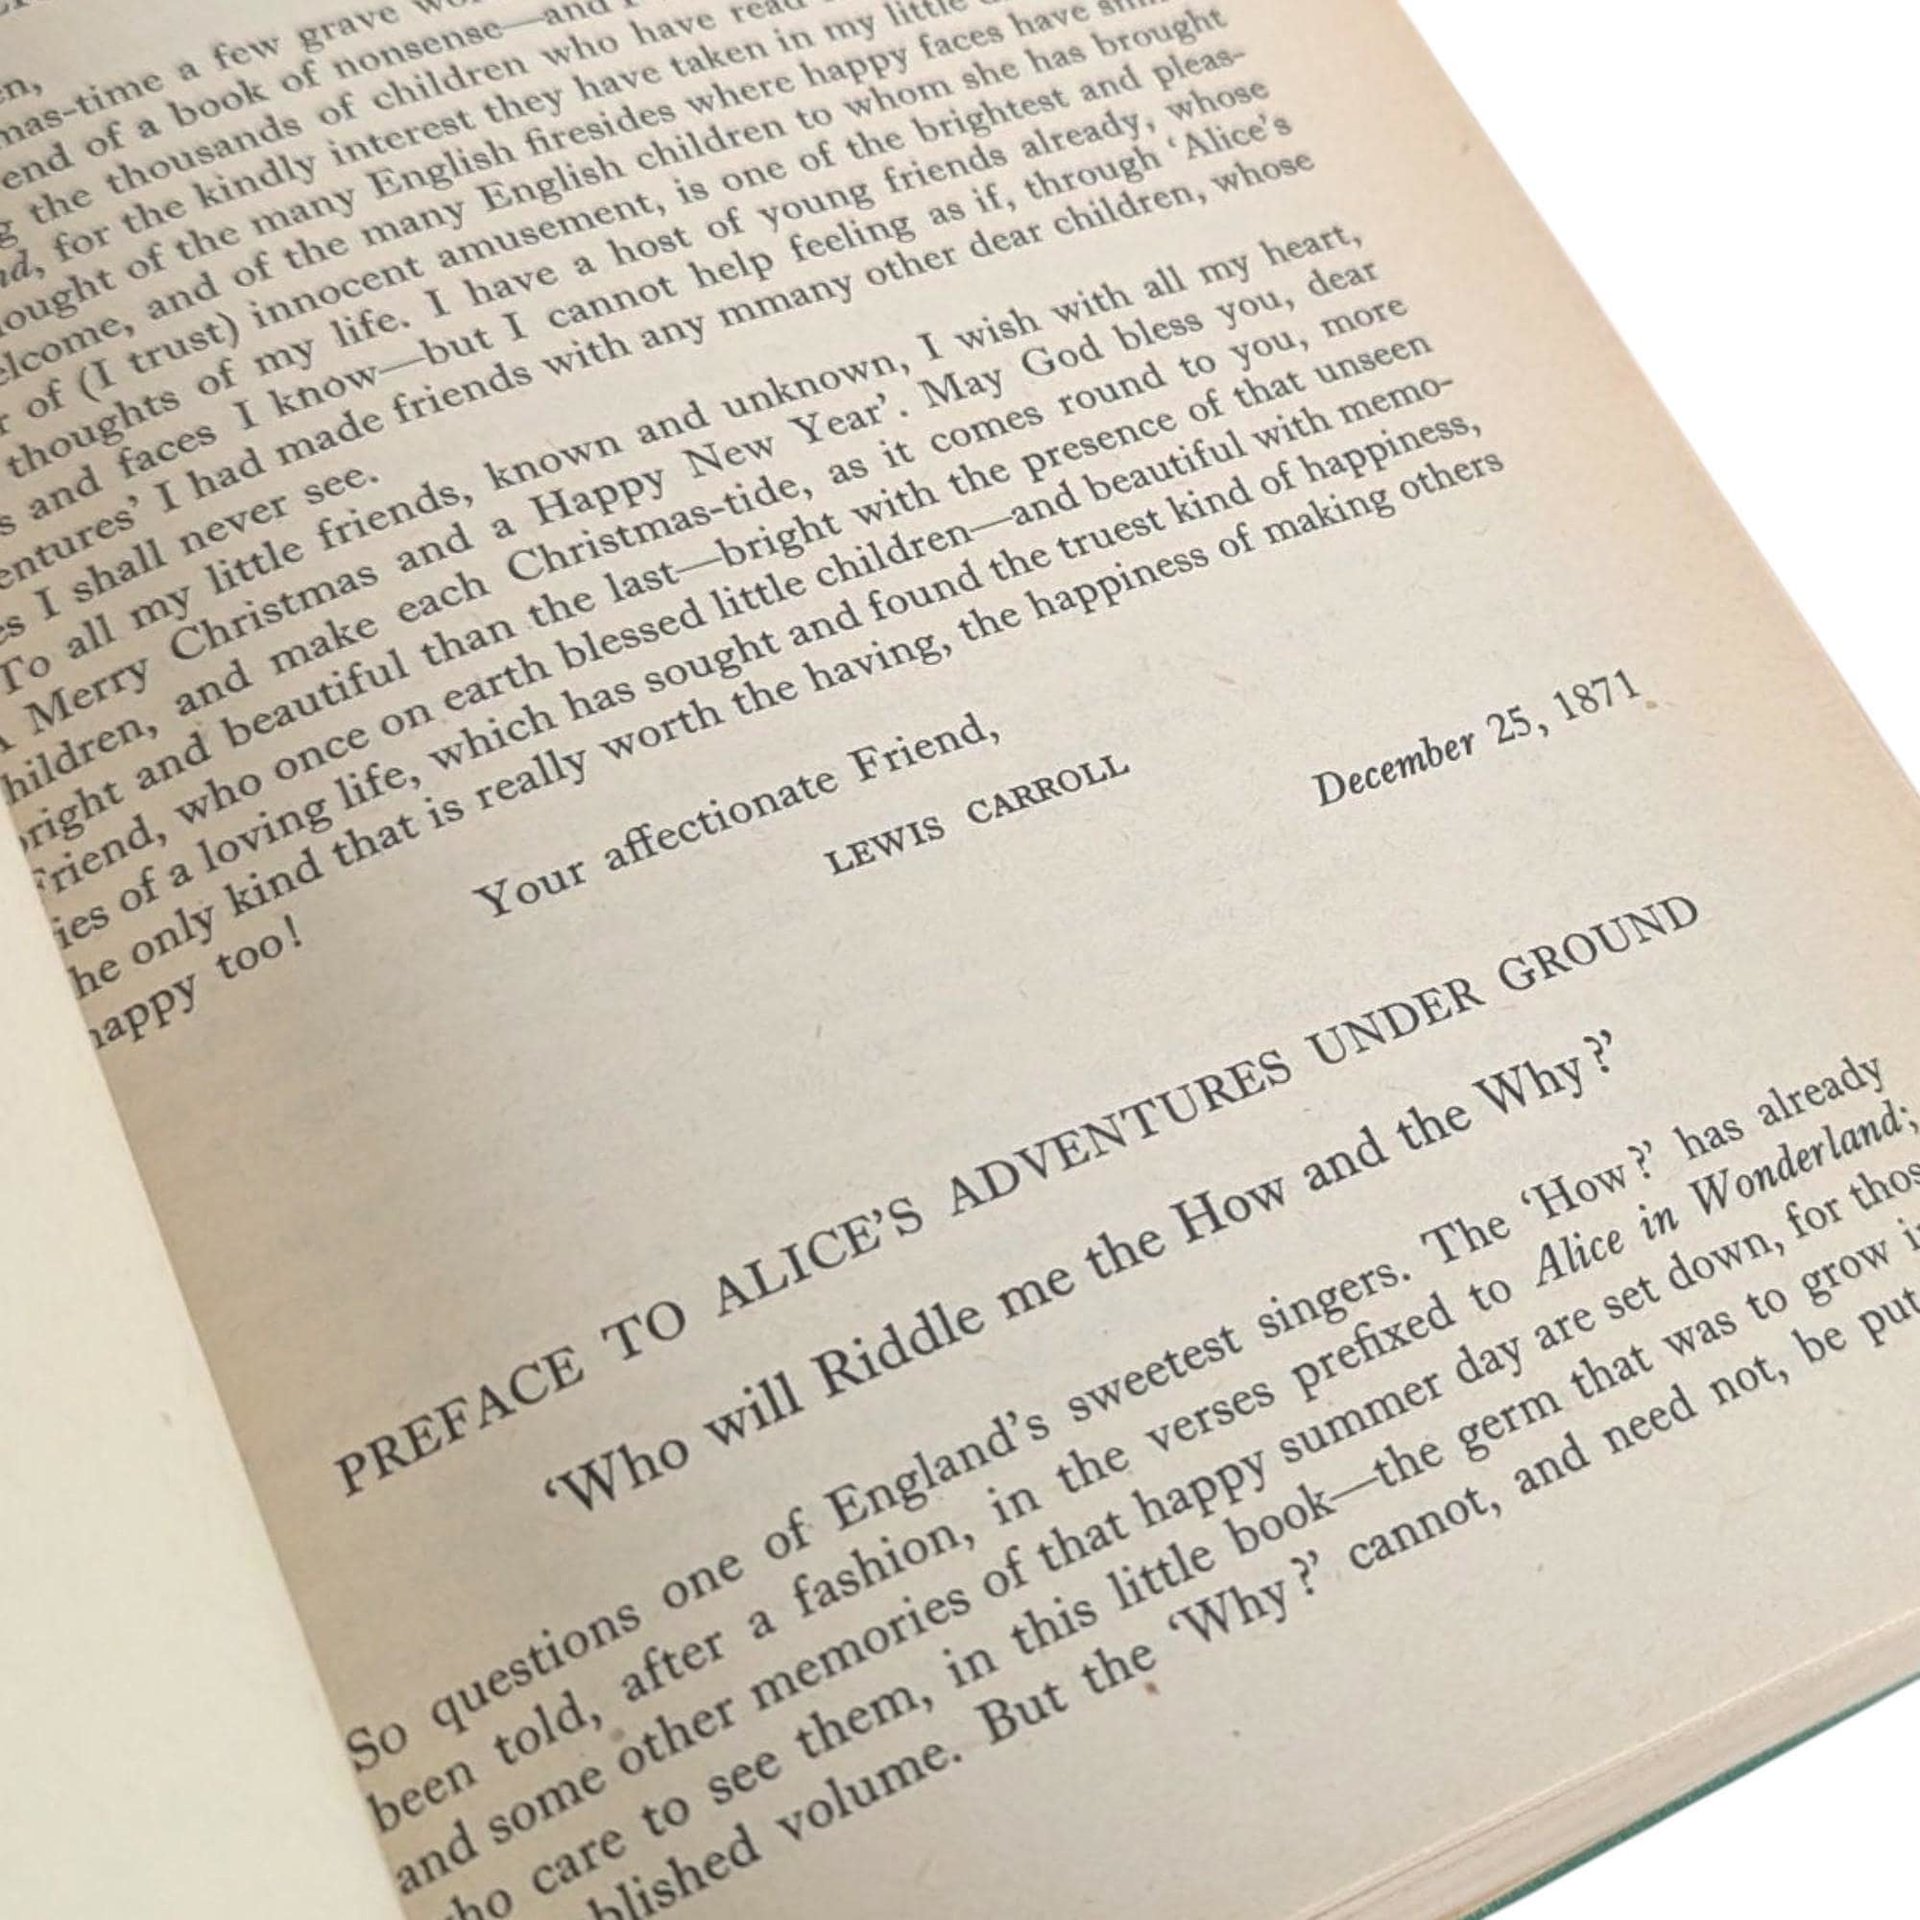 mas-time a few grave
end of a book of nonsense—and
the thousands of children who have read
for the kindly interest they have taken in my little
ought of the many English firesides where happy faces have
elcome, and of the many English children to whom she has brought
r of (I trust) innocent amusement, is one of the brightest and pleas-
thoughts of my life. I have a host of young friends already, whose
s and faces I know—but I cannot help feeling as if, through ‘Alice’s
entures’ I had made friends with any mmany other dear children, whose
es I shall never see.
To all my little friends, known and unknown, I wish with all my heart,
A Merry Christmas and a Happy New Year’. May God bless you, dear
hildren, and make each Christmas-tide, as it comes round to you, more
right and beautiful than the last—bright with the presence of that unseen
Friend, who once on earth blessed little children—and beautiful with memo-
ies of a loving life, which has sought and found the truest kind of happiness,
he only kind that is really worth the having, the happiness of making others
happy too!
Your affectionate Friend,
LEWIS CARROLL
December 25, 1871
PREFACE TO ALICE’S ADVENTURES UNDER GROUND
‘Who will Riddle me the How and the Why?’
So questions one of England’s sweetest singers. The ‘How?’ has already
been told, after a fashion, in the verses prefixed to Alice in Wonderland;
and some other memories of that happy summer day are set down, for thos
ho care to see them, in this little book—the germ that was to grow in
blished volume. But the ‘Why?’ cannot, and need not, be put